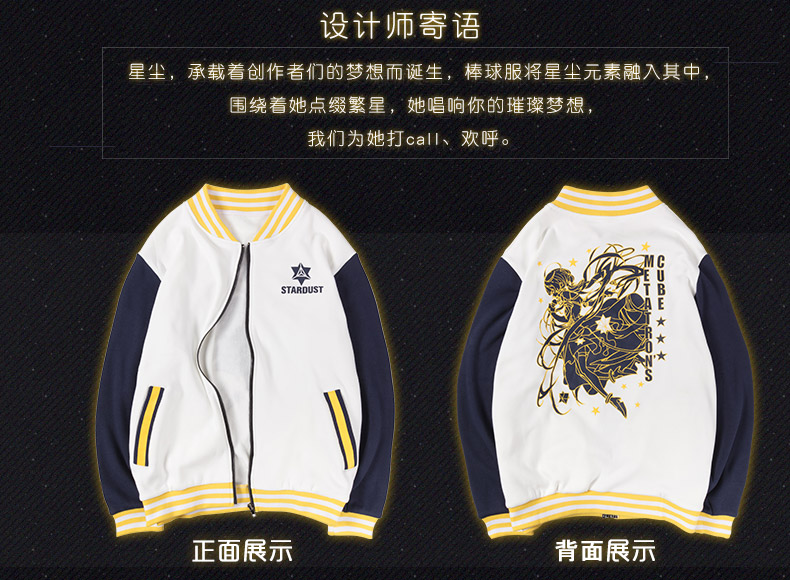 设计师寄语
星尘，承载着创作者们的梦想而诞生，棒球服将星尘元素融入其中，
围绕着她点缀繁星，她唱响你的璀璨梦想，
我们为她打call、欢呼。
STARDUST
METATRON'S
CUBE
正面展示
背面展示